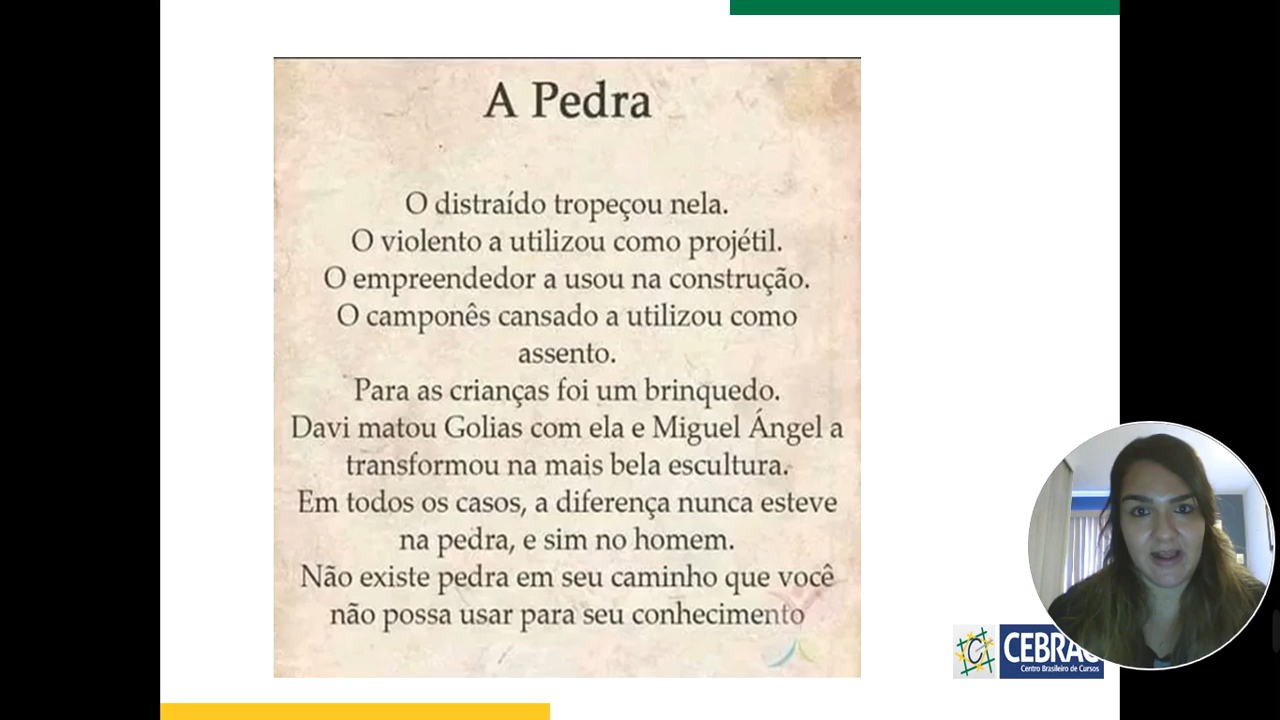 A Pedra
O distraído tropeçou nela.
O violento a utilizou como projétil.
O empreendedor a usou na construção.
O camponês cansado a utilizou como
assento.
Para as crianças foi um brinquedo.
Davi matou Golias com ela e Miguel Ángel a
transformou na mais bela escultura.
Em todos os casos, a diferença nunca esteve
na pedra, e sim no homem.
Não existe pedra em seu caminho que você
não possa usar para seu conhecimento
C
CEBRAC
Centro Brasileiro de Cursos